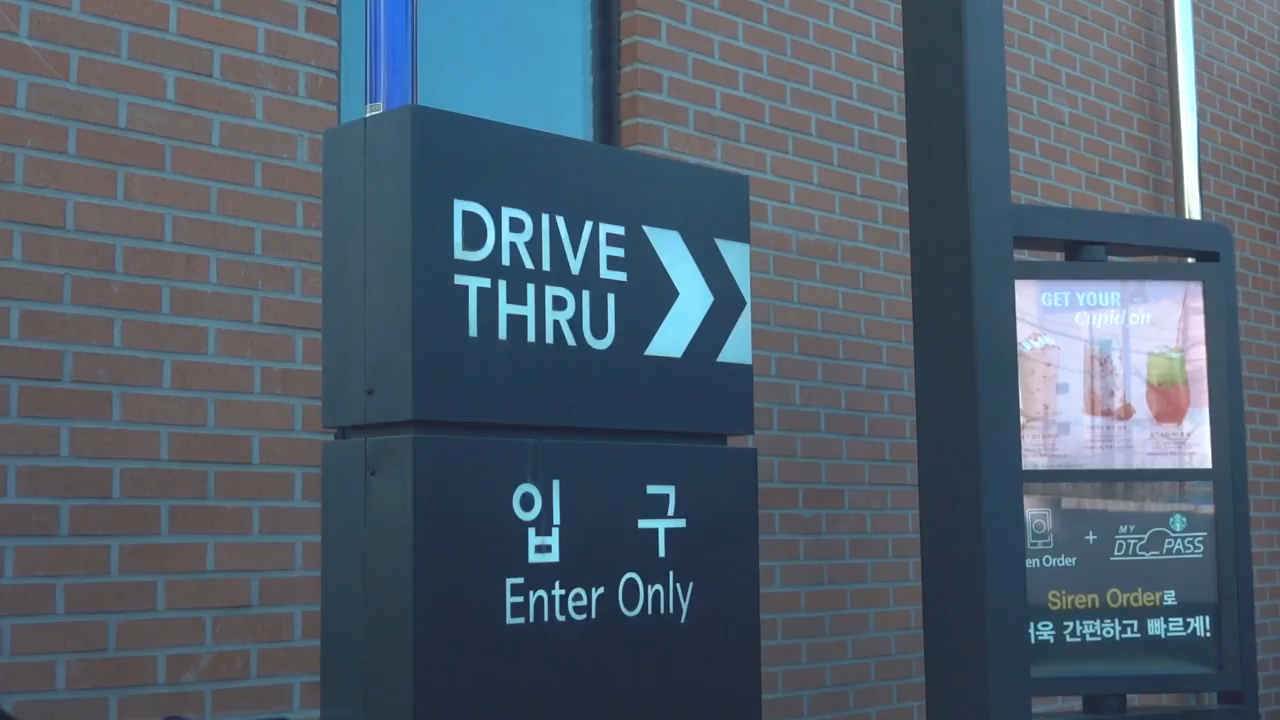 DRIVE
THRU
입 구
Enter Only
GET YOUR
Cupid on
MY
DT PASS
en Order
+
Siren Order로
욱 간편하고 빠르게!